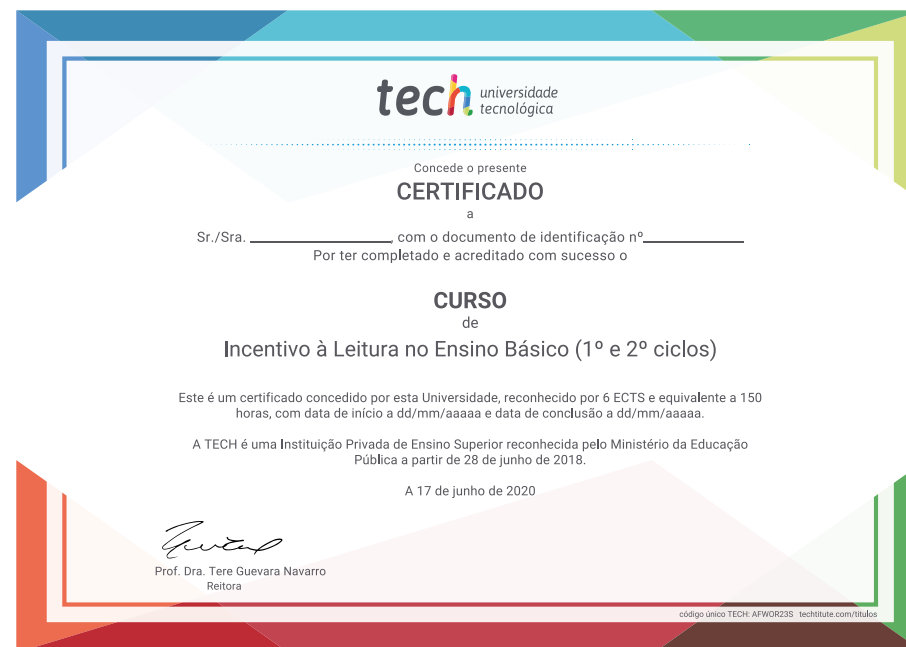 tech universidade
tecnológica
Concede o presente
CERTIFICADO
a
Sr./Sra. ____________________, com o documento de identificação nº______________
Por ter completado e acreditado com sucesso o
CURSO
de
Incentivo à Leitura no Ensino Básico (1º e 2º ciclos)
Este é um certificado concedido por esta Universidade, reconhecido por 6 ECTS e equivalente a 150
horas, com data de início a dd/mm/aaaaa e data de conclusão a dd/mm/aaaaa.
A TECH é uma Instituição Privada de Ensino Superior reconhecida pelo Ministério da Educação
Pública a partir de 28 de junho de 2018.
A 17 de junho de 2020
Prof. Dra. Tere Guevara Navarro
Reitora
código único TECH: AFWOR23S techtitute.com/titulos